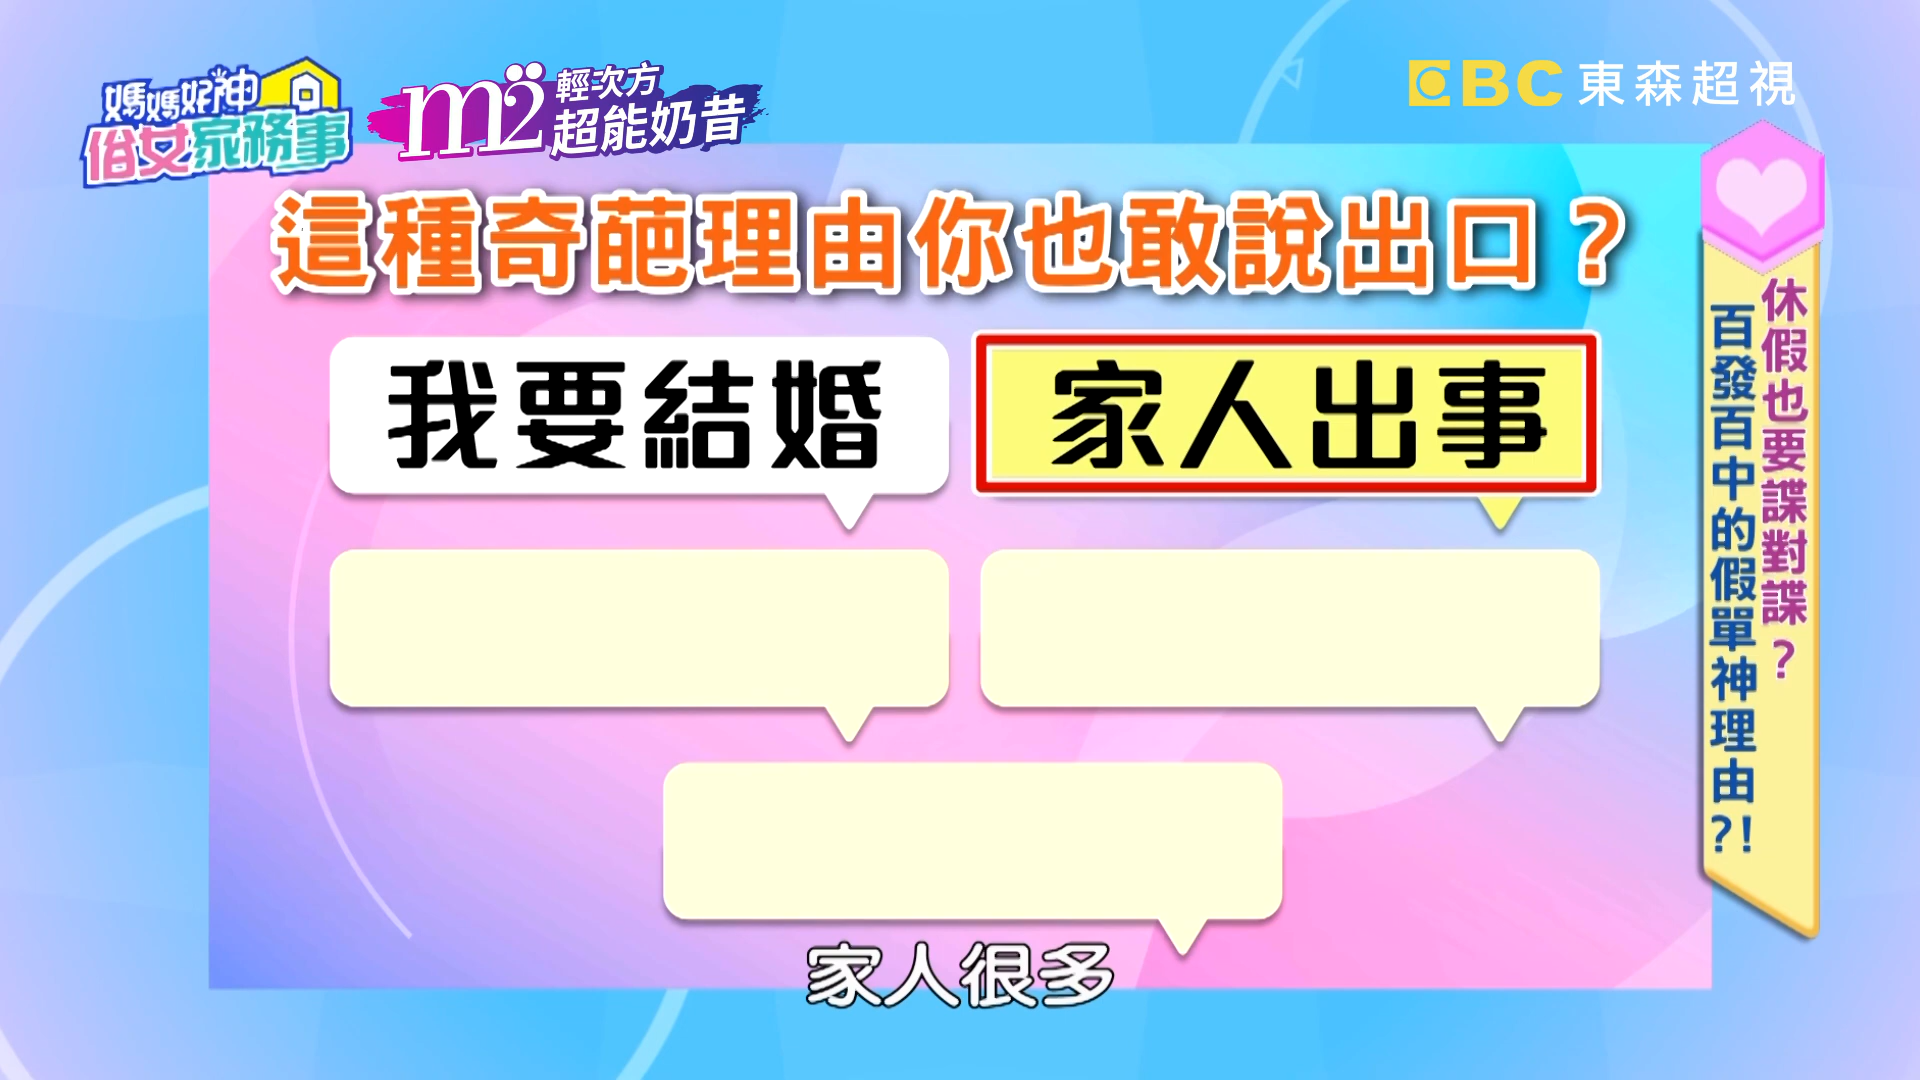 媽媽好神
俗女家務事
m2 輕次方
超能奶昔
EBC 東森超視
這種奇葩理由你也敢說出口？
我要結婚
家人出事
休假也要諜對諜？
百發百中的假單神理由?!
家人很多